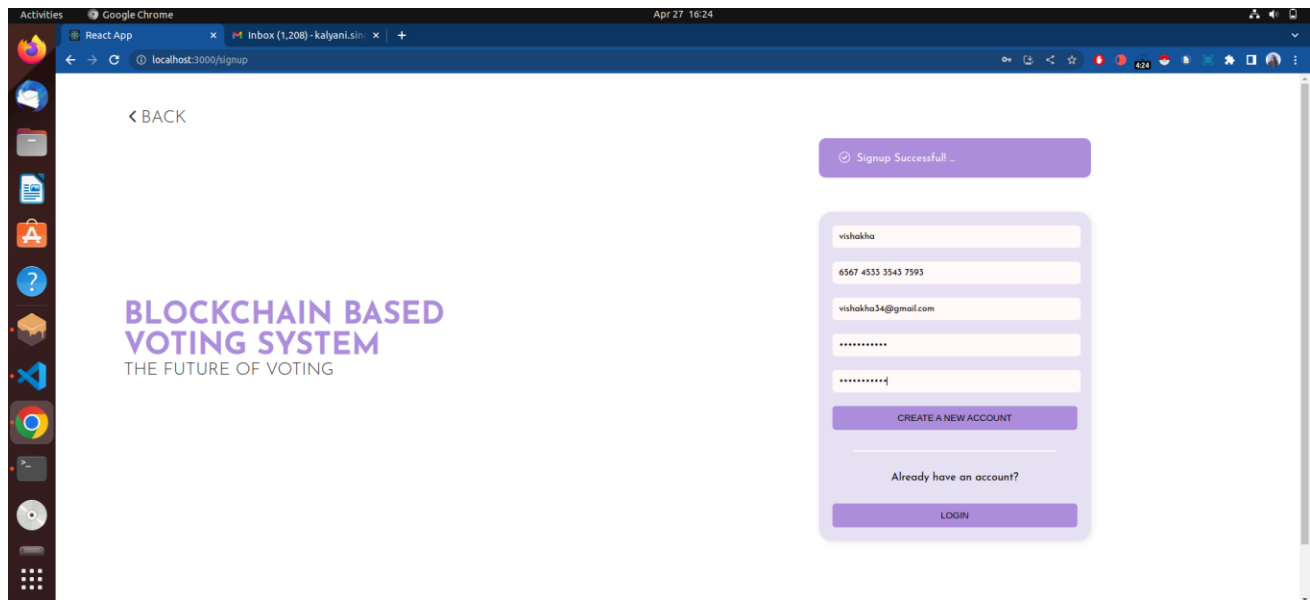 Activities Google Chrome Apr 27 16:24
React App Inbox (1,208) - kalyani.sin
localhost:3000/signup 4:24
BACK
Signup Successful! ...
vishakha
6567 4533 3543 7593
vishakha34@gmail.com
BLOCKCHAIN BASED
VOTING SYSTEM
THE FUTURE OF VOTING
CREATE A NEW ACCOUNT
Already have an account?
LOGIN